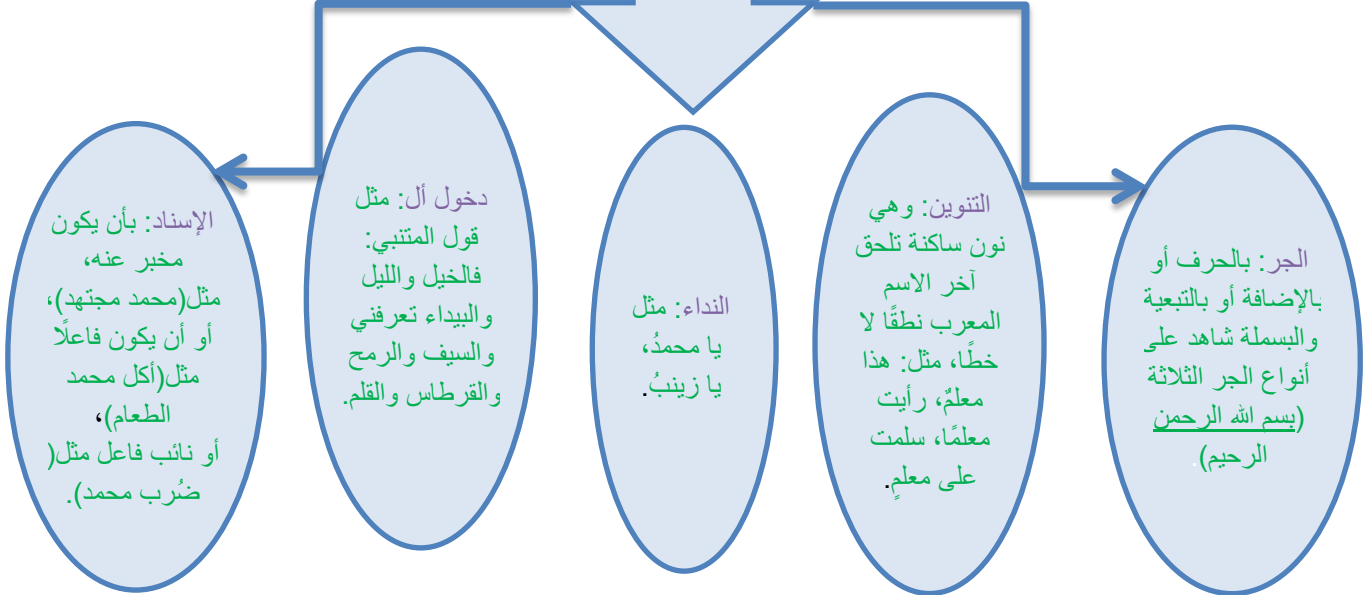 الجر: بالحرف أو
بالإضافة أو بالتبعية
والبسملة شاهد على
أنواع الجر الثلاثة
(بسم الله الرحمن
الرحيم).
التنوين: وهي
نون ساكنة تلحق
آخر الاسم
المعرب نطقًا لا
خطًا، مثل: هذا
معلمٌ، رأيت
معلمًا، سلمت
على معلمٍ.
النداء: مثل
يا محمدُ،
يا زينبُ.
دخول أل: مثل
قول المتنبي:
فالخيل والليل
والبيداء تعرفني
والسيف والرمح
والقرطاس والقلم.
الإسناد: بأن يكون
مخبر عنه،
مثل(محمد مجتهد)،
أو أن يكون فاعلًا
مثل(أكل محمد
الطعام)،
أو نائب فاعل مثل(
ضُرب محمد).